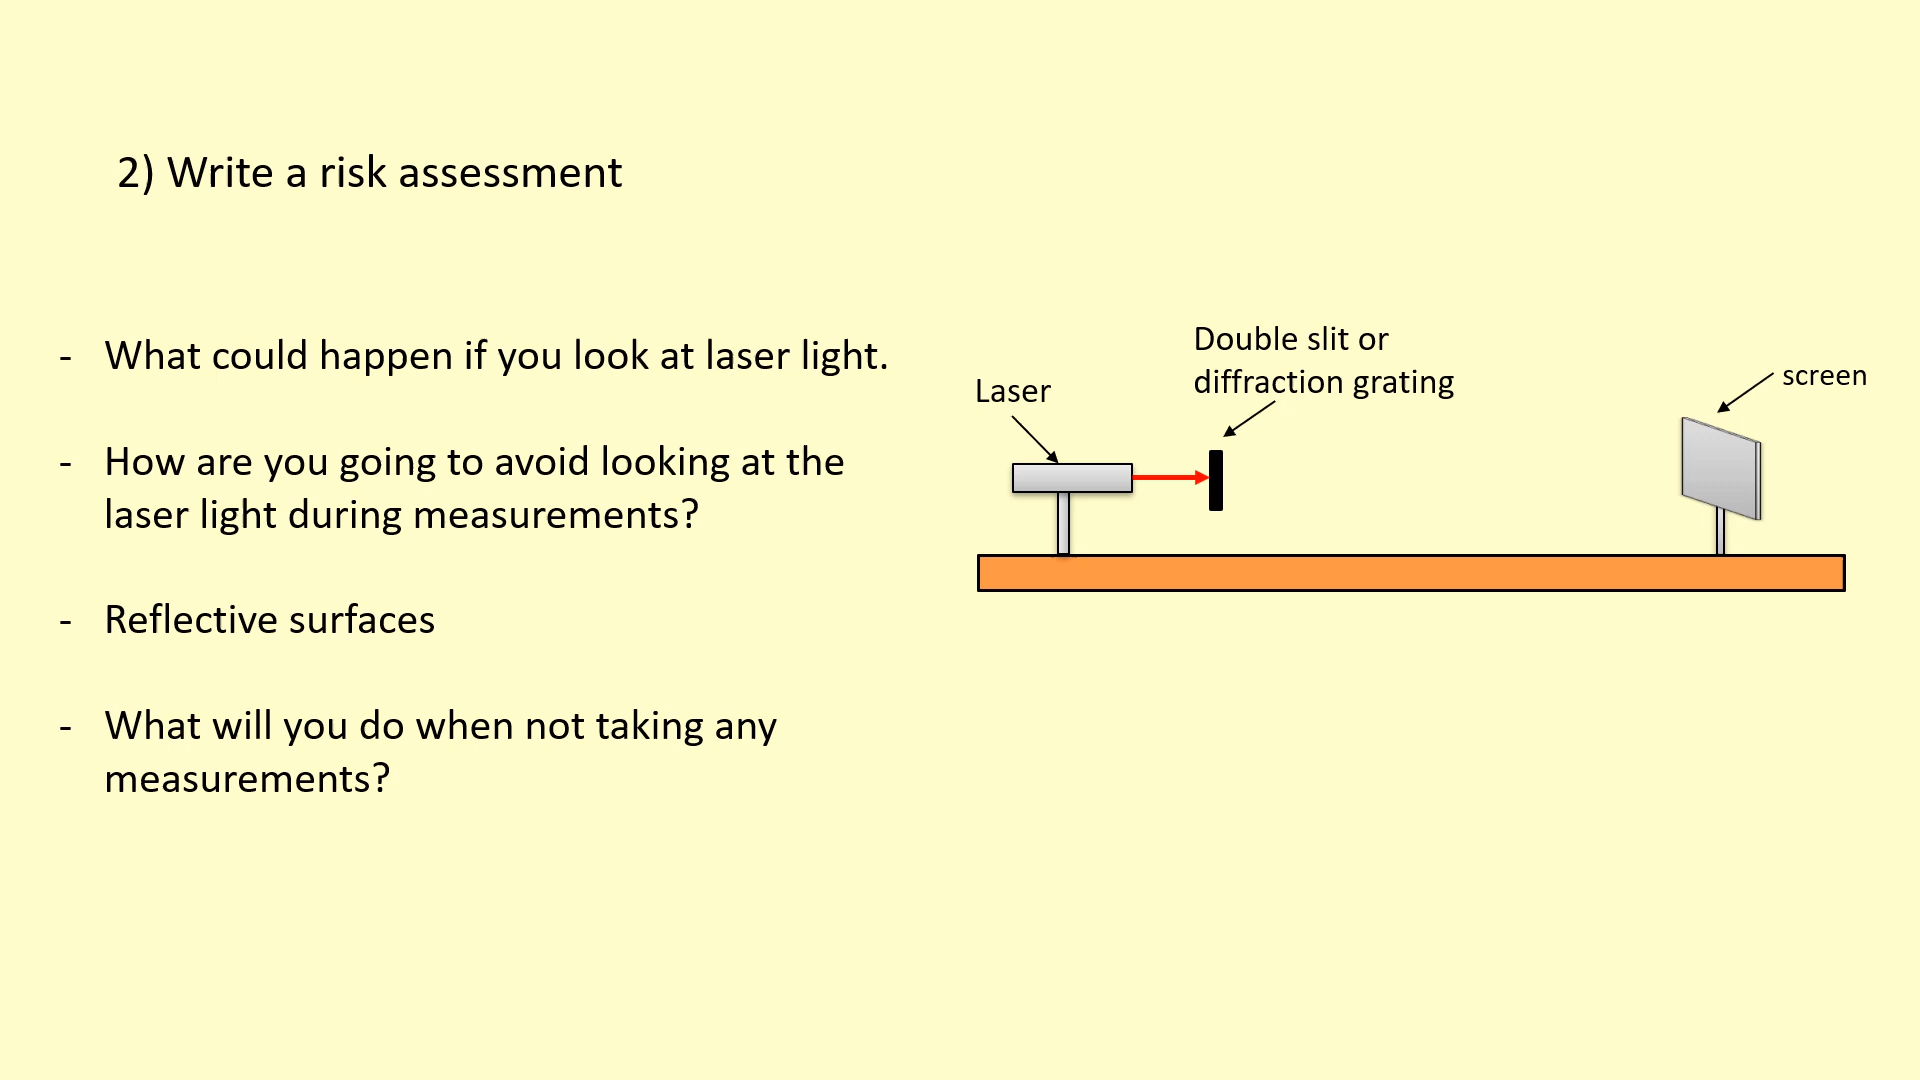 2) Write a risk assessment
- What could happen if you look at laser light.
- How are you going to avoid looking at the
laser light during measurements?
- Reflective surfaces
- What will you do when not taking any
measurements?
Laser
Double slit or
diffraction grating
screen